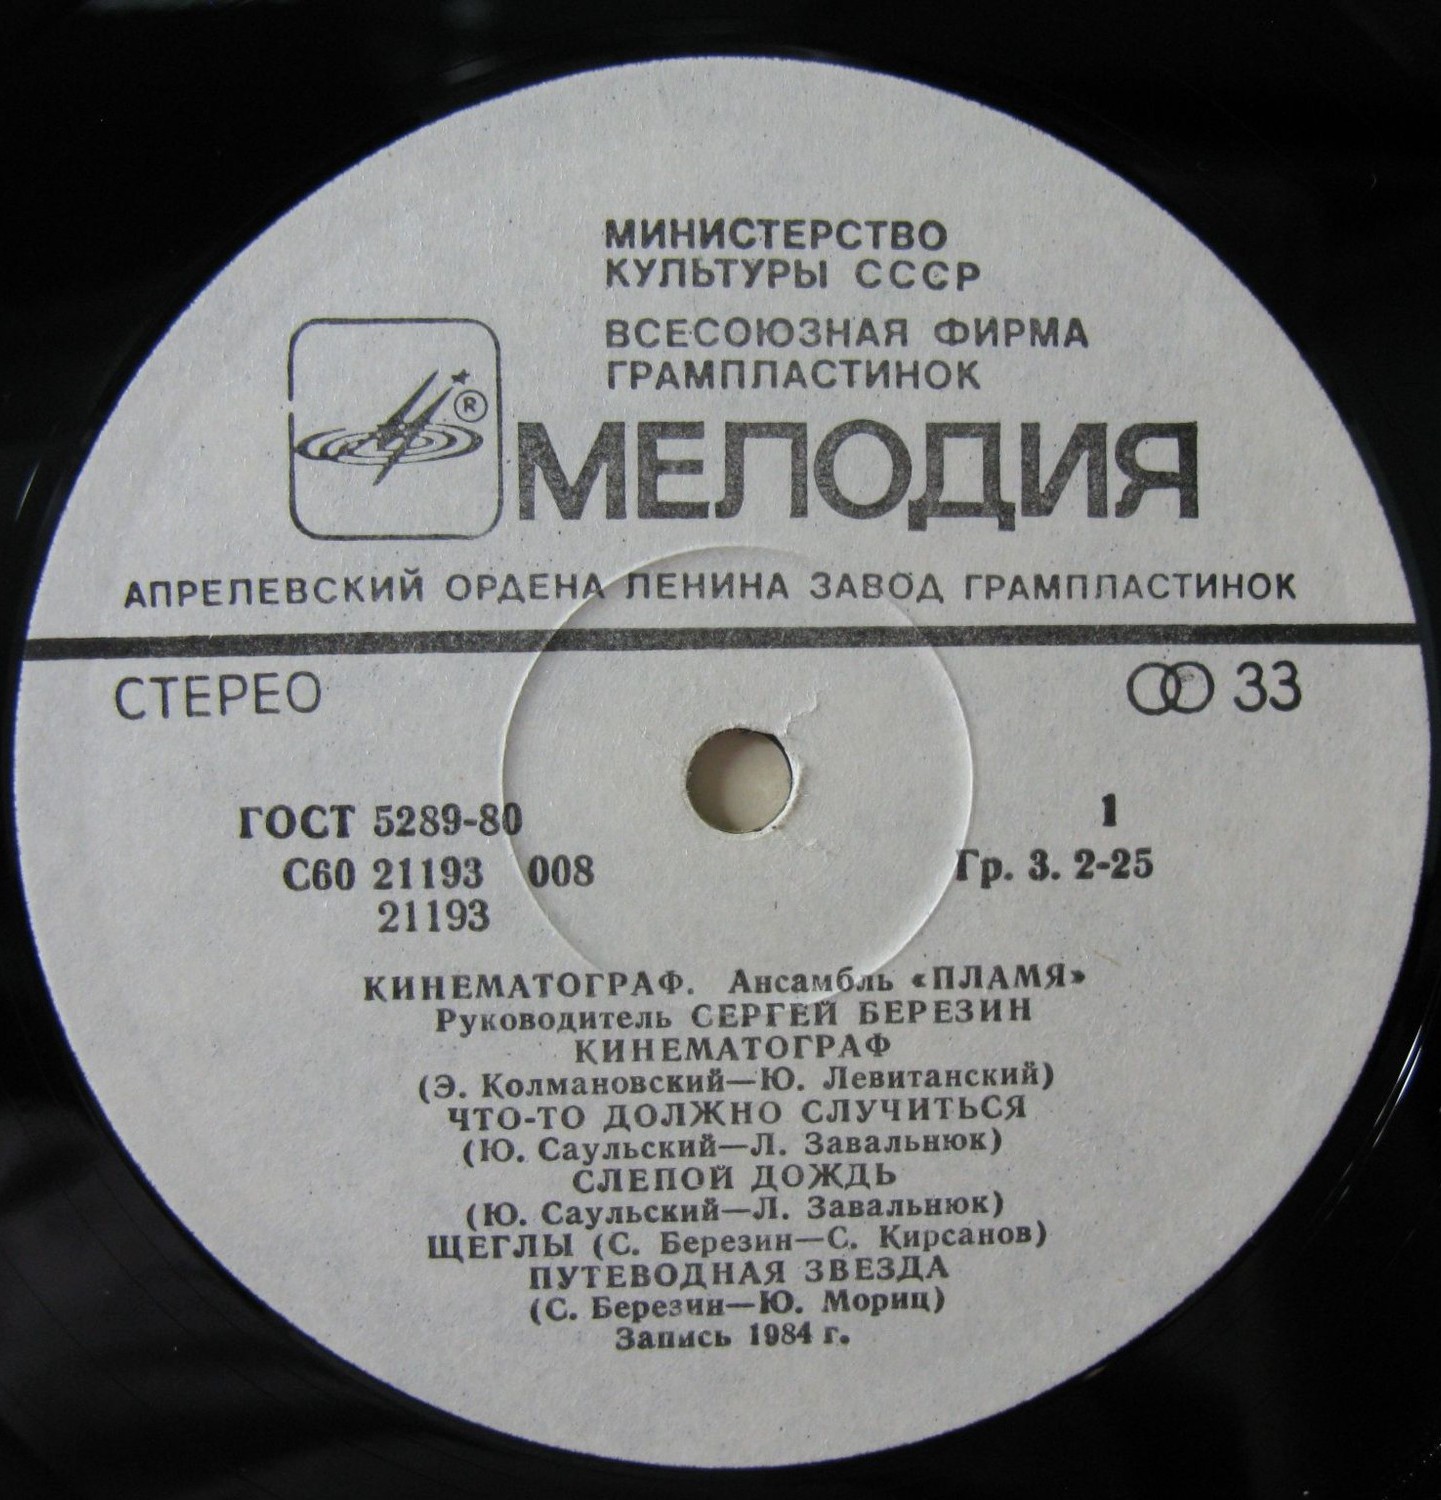 МИНИСТЕРСТВО
КУЛЬТУРЫ СССР
ВСЕСОЮЗНАЯ ФИРМА
ГРАМПЛАСТИНОК
®
МЕЛОДИЯ
АПРЕЛЕВСКИЙ ОРДЕНА ЛЕНИНА ЗАВОД ГРАМПЛАСТИНОК
СТЕРЕО 33
ГОСТ 5289-80 1
С60 21193 008 Гр. 3. 2-25
21193
КИНЕМАТОГРАФ. Ансамбль «ПЛАМЯ»
Руководитель СЕРГЕЙ БЕРЕЗИН
КИНЕМАТОГРАФ
(Э. Колмановский—Ю. Левитанский)
ЧТО-ТО ДОЛЖНО СЛУЧИТЬСЯ
(Ю. Саульский—Л. Завальнюк)
СЛЕПОЙ ДОЖДЬ
(Ю. Саульский—Л. Завальнюк)
ЩЕГЛЫ (С. Березин—С. Кирсанов)
ПУТЕВОДНАЯ ЗВЕЗДА
(С. Березин—Ю. Мориц)
Запись 1984 г.